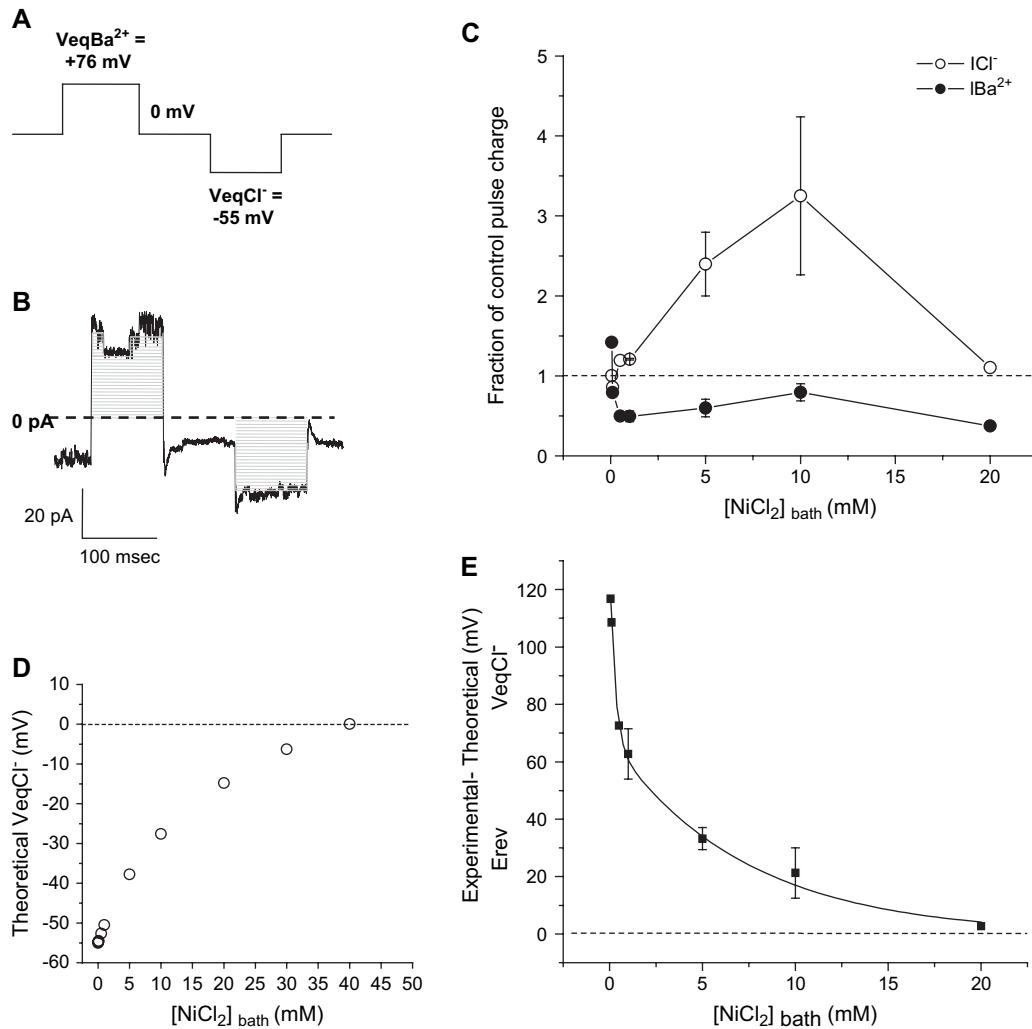 A
VeqBa²⁺ =
+76 mV
0 mV
VeqCl⁻ =
-55 mV
B
0 pA
20 pA
100 msec
C
ICl⁻
IBa²⁺
Fraction of control pulse charge
5
4
3
2
1
0
0 5 10 15 20
[NiCl₂] bath (mM)
D
Theoretical VeqCl⁻ (mV)
10
0
-10
-20
-30
-40
-50
-60
0 5 10 15 20 25 30 35 40 45 50
[NiCl₂] bath (mM)
E
Experimental- Theoretical (mV)
Erev VeqCl⁻
120
100
80
60
40
20
0
0 5 10 15 20
[NiCl₂] bath (mM)